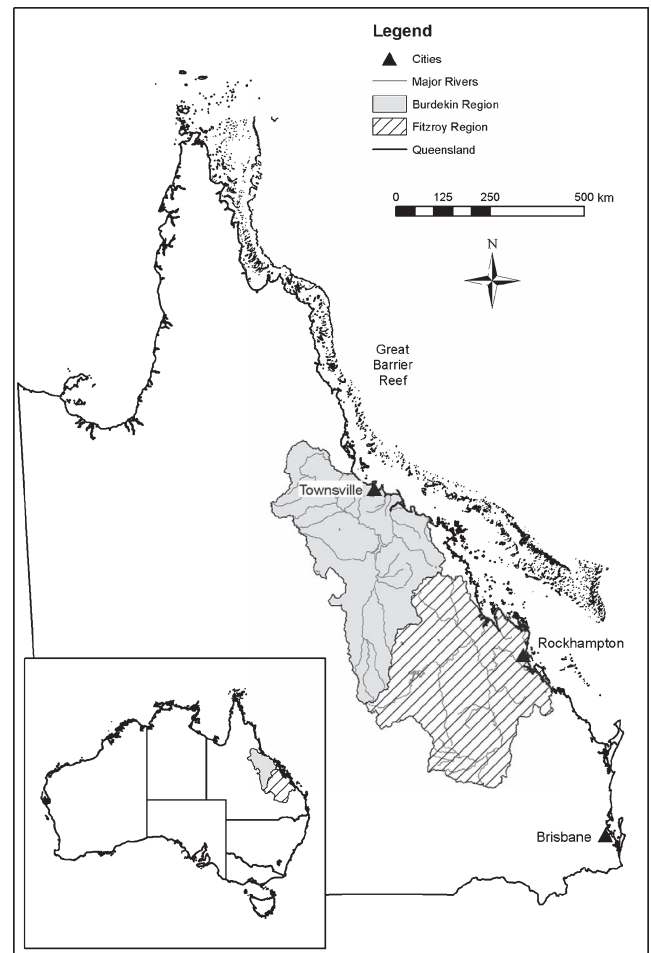 Legend
Cities
Major Rivers
Burdekin Region
Fitzroy Region
Queensland
0 125 250 500 km
N
Great
Barrier
Reef
Townsville
Rockhampton
Brisbane